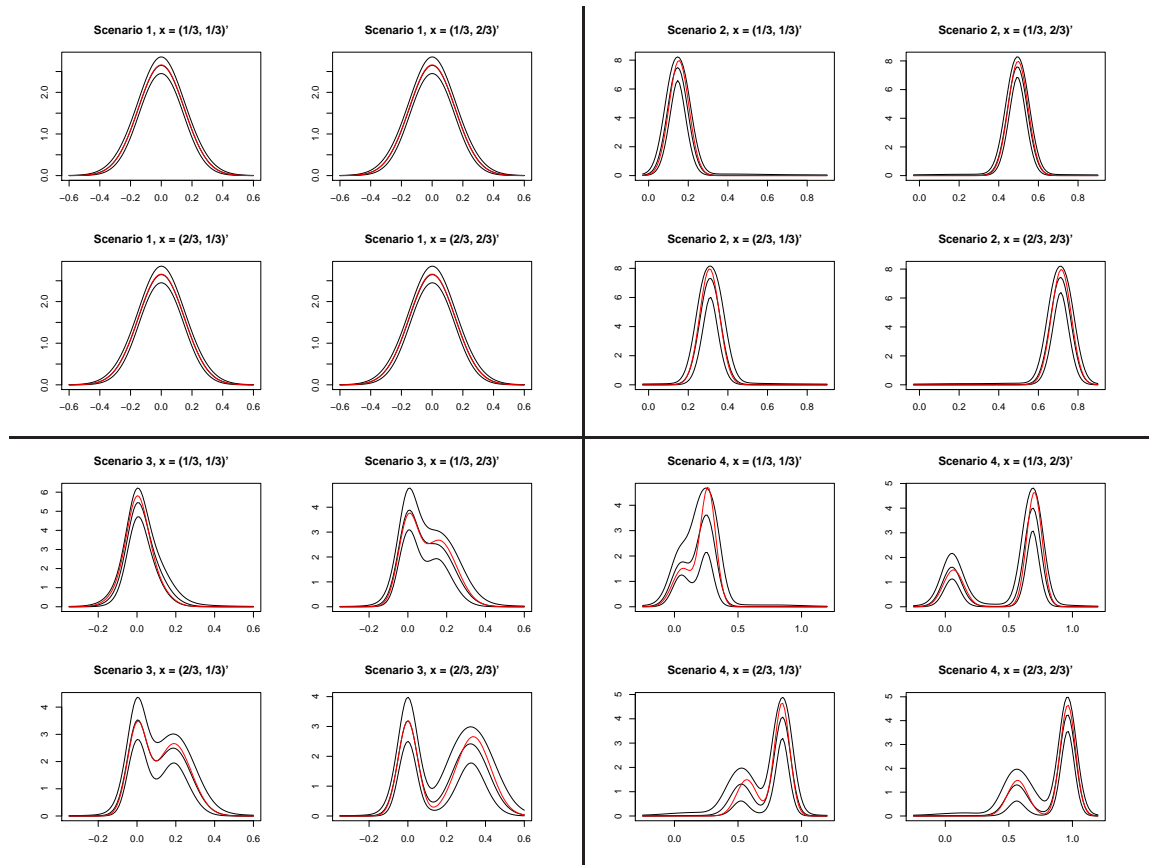 Scenario 1, x = (1/3, 1/3)'
0.0 1.0 2.0
−0.6 −0.4 −0.2 0.0 0.2 0.4 0.6
Scenario 1, x = (1/3, 2/3)'
0.0 1.0 2.0
−0.6 −0.4 −0.2 0.0 0.2 0.4 0.6
Scenario 1, x = (2/3, 1/3)'
0.0 1.0 2.0
−0.6 −0.4 −0.2 0.0 0.2 0.4 0.6
Scenario 1, x = (2/3, 2/3)'
0.0 1.0 2.0
−0.6 −0.4 −0.2 0.0 0.2 0.4 0.6
Scenario 2, x = (1/3, 1/3)'
0 2 4 6 8
0.0 0.2 0.4 0.6 0.8
Scenario 2, x = (1/3, 2/3)'
0 2 4 6 8
0.0 0.2 0.4 0.6 0.8
Scenario 2, x = (2/3, 1/3)'
0 2 4 6 8
0.0 0.2 0.4 0.6 0.8
Scenario 2, x = (2/3, 2/3)'
0 2 4 6 8
0.0 0.2 0.4 0.6 0.8
Scenario 3, x = (1/3, 1/3)'
0 1 2 3 4 5 6
−0.2 0.0 0.2 0.4 0.6
Scenario 3, x = (1/3, 2/3)'
0 1 2 3 4 5
−0.2 0.0 0.2 0.4 0.6
Scenario 3, x = (2/3, 1/3)'
0 1 2 3 4
−0.2 0.0 0.2 0.4 0.6
Scenario 3, x = (2/3, 2/3)'
0 1 2 3 4
−0.2 0.0 0.2 0.4 0.6
Scenario 4, x = (1/3, 1/3)'
0 1 2 3 4
0.0 0.5 1.0
Scenario 4, x = (1/3, 2/3)'
0 1 2 3 4 5
0.0 0.5 1.0
Scenario 4, x = (2/3, 1/3)'
0 1 2 3 4 5
0.0 0.5 1.0
Scenario 4, x = (2/3, 2/3)'
0 1 2 3 4 5
0.0 0.5 1.0